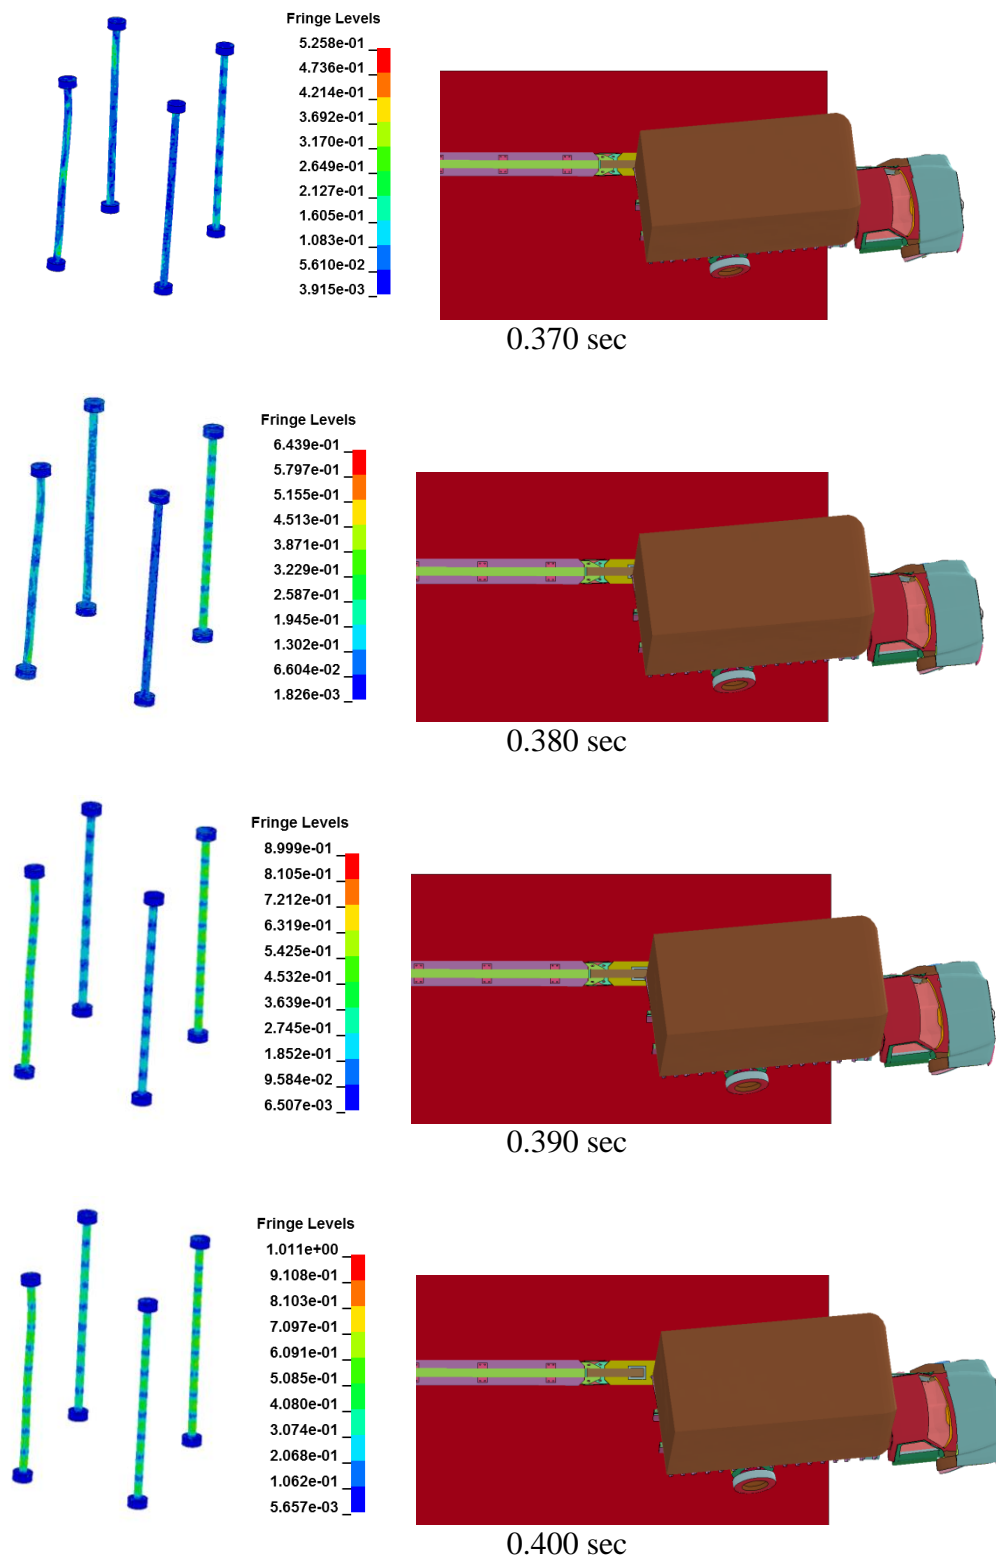 Fringe Levels
5.258e-01
4.736e-01
4.214e-01
3.692e-01
3.170e-01
2.649e-01
2.127e-01
1.605e-01
1.083e-01
5.610e-02
3.915e-03
0.370 sec
Fringe Levels
6.439e-01
5.797e-01
5.155e-01
4.513e-01
3.871e-01
3.229e-01
2.587e-01
1.945e-01
1.302e-01
6.604e-02
1.826e-03
0.380 sec
Fringe Levels
8.999e-01
8.105e-01
7.212e-01
6.319e-01
5.425e-01
4.532e-01
3.639e-01
2.745e-01
1.852e-01
9.584e-02
6.507e-03
0.390 sec
Fringe Levels
1.011e+00
9.108e-01
8.103e-01
7.097e-01
6.091e-01
5.085e-01
4.080e-01
3.074e-01
2.068e-01
1.062e-01
5.657e-03
0.400 sec